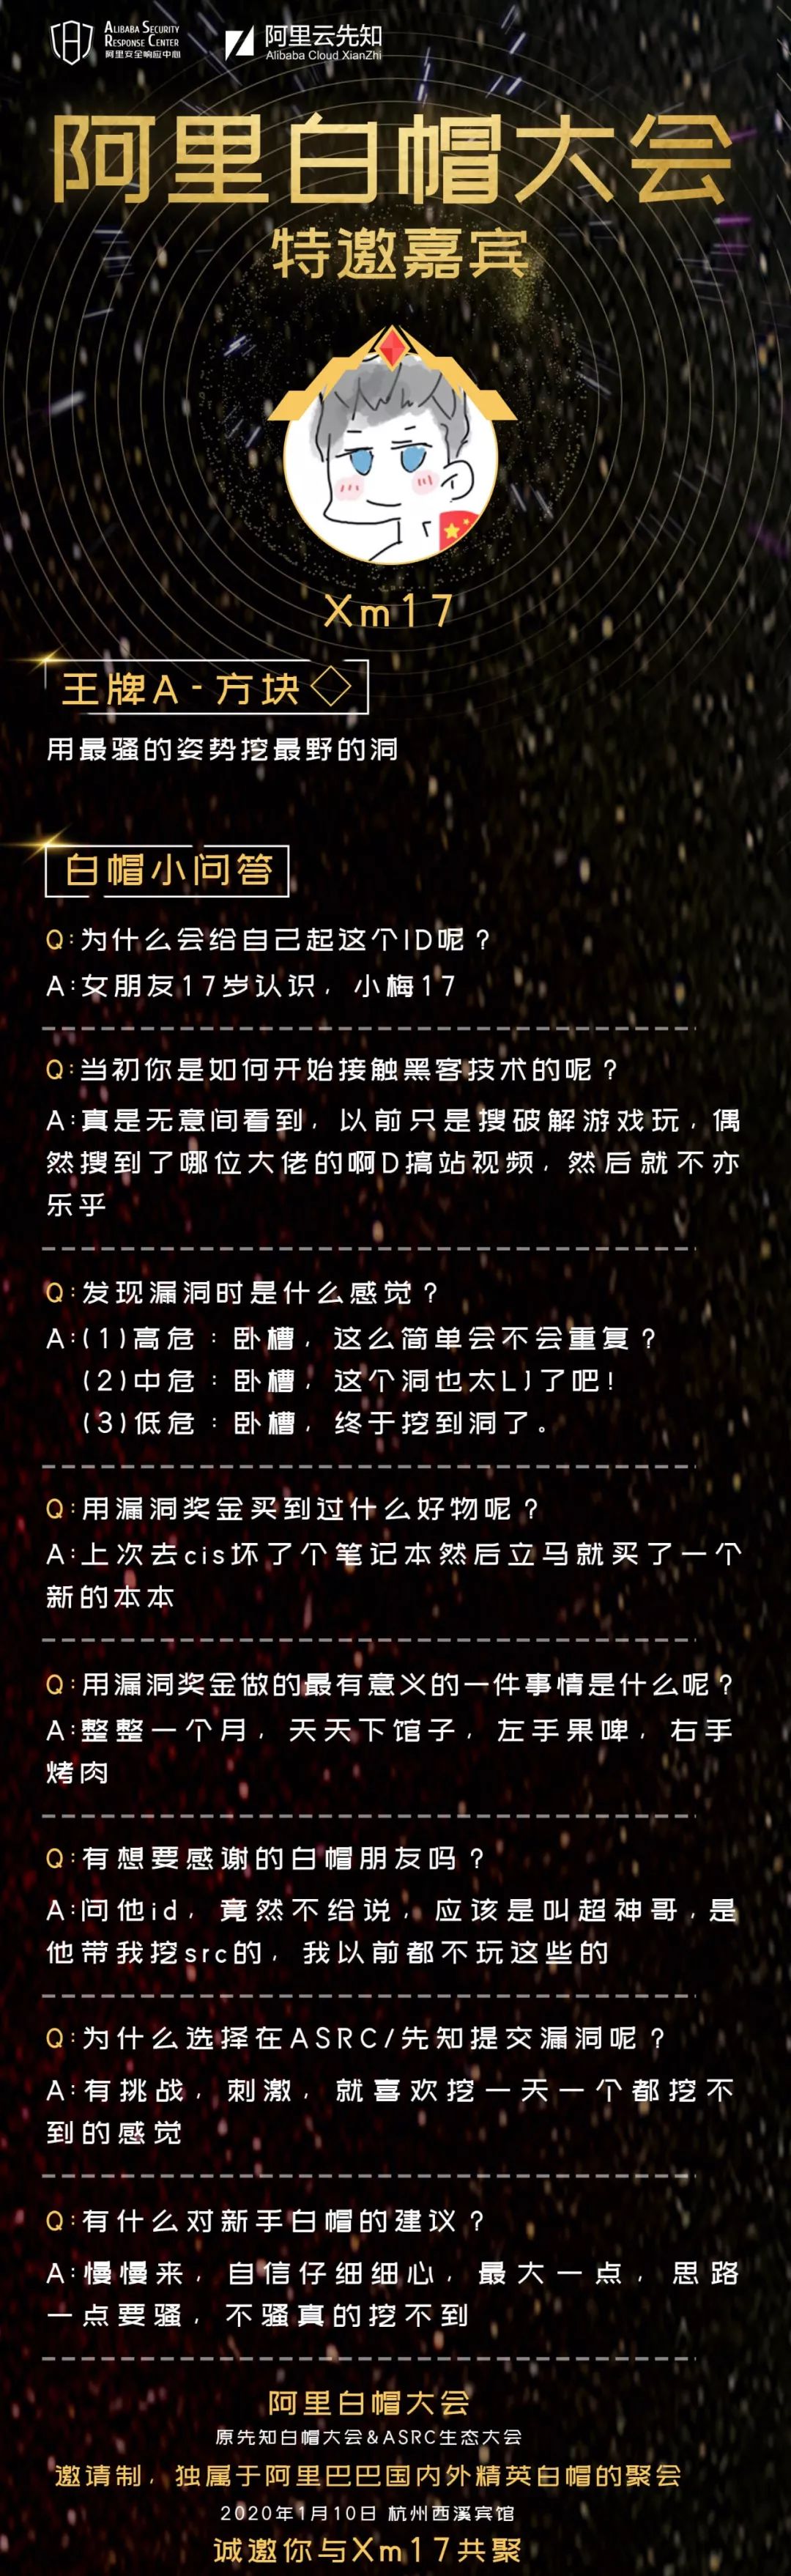 ALIBABA SECURITY
RESPONSE CENTER
阿里安全响应中心
阿里云先知
Alibaba Cloud XianZhi
阿里白帽大会
特邀嘉宾
Xm17
王牌A-方块
用最骚的姿势挖最野的洞
白帽小问答
Q:为什么会给自己起这个ID呢？
A:女朋友17岁认识，小梅17
Q:当初你是如何开始接触黑客技术的呢？
A:真是无意间看到，以前只是搜破解游戏玩，偶
然搜到了哪位大佬的啊D搞站视频，然后就不亦
乐乎
Q:发现漏洞时是什么感觉？
A:(1)高危：卧槽，这么简单会不会重复？
(2)中危：卧槽，这个洞也太LJ了吧!
(3)低危：卧槽，终于挖到洞了。
Q:用漏洞奖金买到过什么好物呢？
A:上次去cis坏了个笔记本然后立马就买了一个
新的本本
Q:用漏洞奖金做的最有意义的一件事情是什么呢？
A:整整一个月，天天下馆子，左手果啤，右手
烤肉
Q:有想要感谢的白帽朋友吗？
A:问他id，竟然不给说，应该是叫超神哥，是
他带我挖src的，我以前都不玩这些的
Q:为什么选择在ASRC/先知提交漏洞呢？
A:有挑战，刺激，就喜欢挖一天一个都挖不
到的感觉
Q:有什么对新手白帽的建议？
A:慢慢来，自信仔细细心，最大一点，思路
一点要骚，不骚真的挖不到
阿里白帽大会
原先知白帽大会&ASRC生态大会
邀请制，独属于阿里巴巴国内外精英白帽的聚会
2020年1月10日 杭州西溪宾馆
诚邀你与Xm17共聚